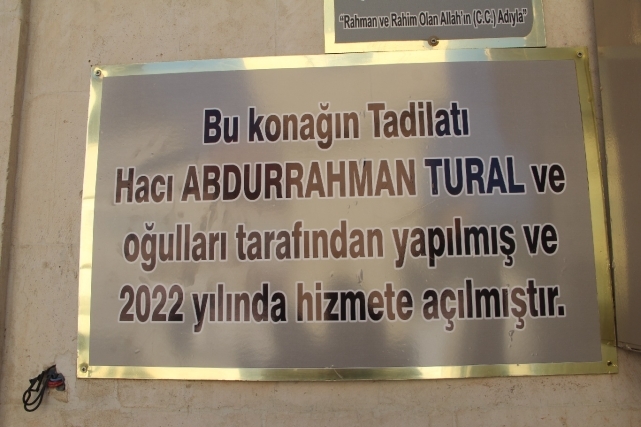 "Rahman ve Rahim Olan Allah'ın (C.C.) Adıyla"
Bu konağın Tadilatı
Hacı ABDURRAHMAN TURAL ve
oğulları tarafından yapılmış ve
2022 yılında hizmete açılmıştır.